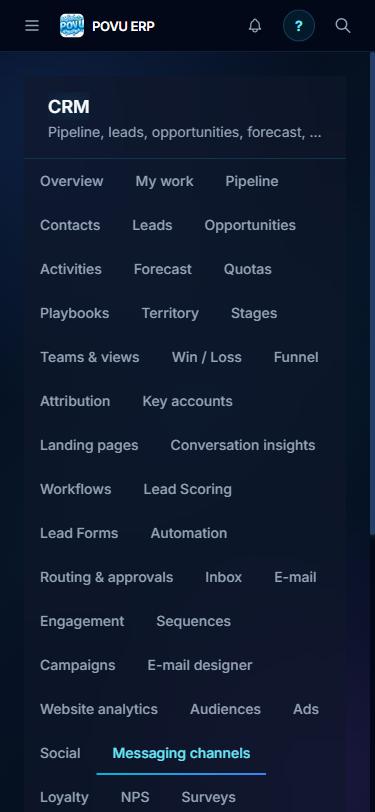 POVU POVU ERP ?
CRM
Pipeline, leads, opportunities, forecast, ...
Overview My work Pipeline
Contacts Leads Opportunities
Activities Forecast Quotas
Playbooks Territory Stages
Teams & views Win / Loss Funnel
Attribution Key accounts
Landing pages Conversation insights
Workflows Lead Scoring
Lead Forms Automation
Routing & approvals Inbox E-mail
Engagement Sequences
Campaigns E-mail designer
Website analytics Audiences Ads
Social Messaging channels
Loyalty NPS Surveys